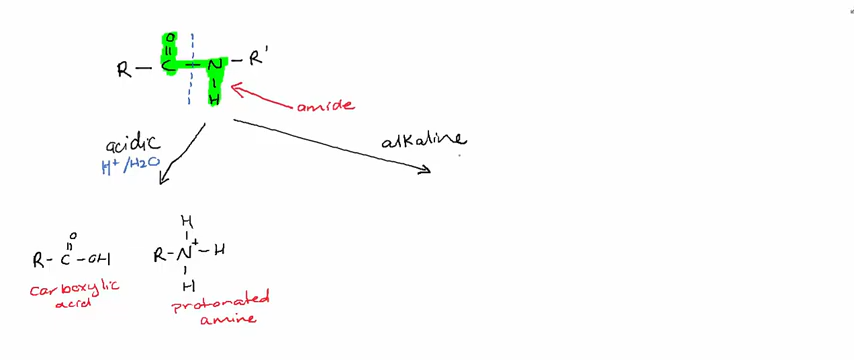 O
R — C — N — R'
H
amide
acidic
H⁺/H2O
alkaline
O
R - C - OH
carboxylic
acid
H
R - N⁺ - H
H
protonated
amine